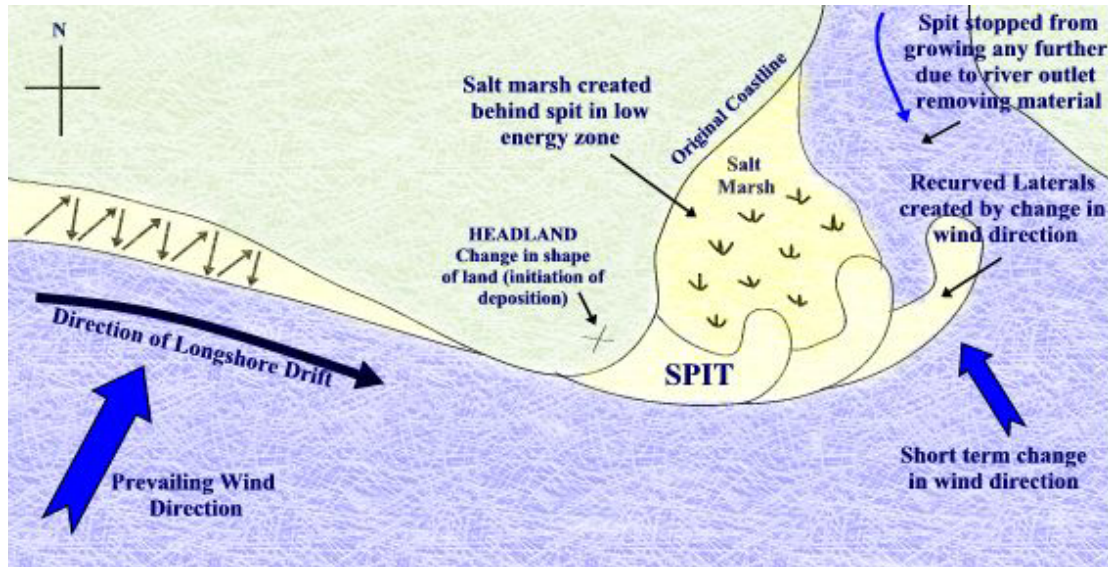 N
Salt marsh created
behind spit in low
energy zone
Original Coastline
Spit stopped from
growing any further
due to river outlet
removing material
Salt
Marsh
Recurved Laterals
created by change in
wind direction
HEADLAND
Change in shape
of land (initiation of
deposition)
Direction of Longshore Drift
SPIT
Prevailing Wind
Direction
Short term change
in wind direction